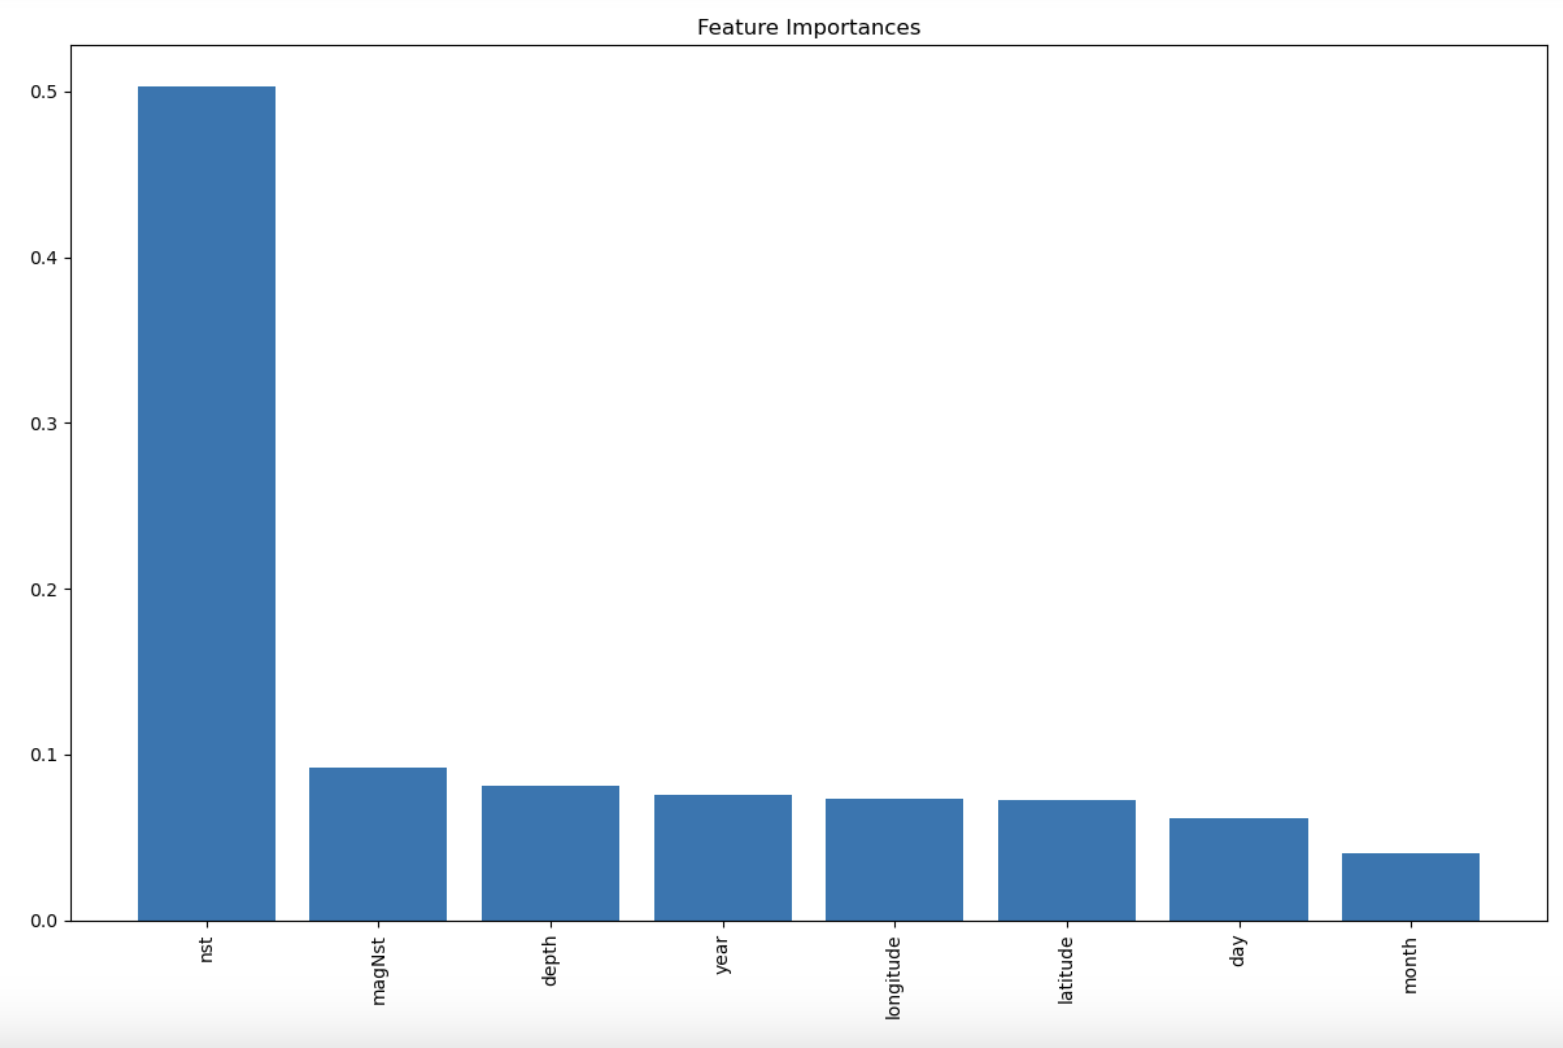 Feature Importances
0.5
0.4
0.3
0.2
0.1
0.0
nst
magNst
depth
year
longitude
latitude
day
month